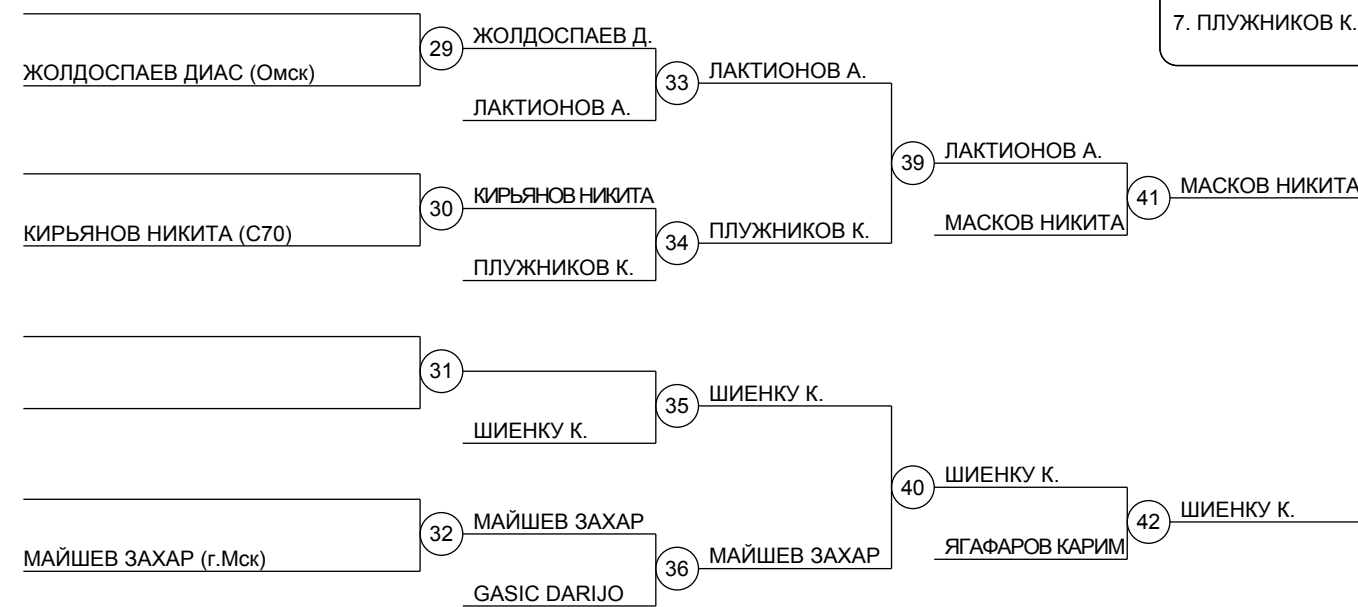 7. ПЛУЖНИКОВ К.
29
ЖОЛДОСПАЕВ Д.
ЖОЛДОСПАЕВ ДИАС (Омск)
33
ЛАКТИОНОВ А.
ЛАКТИОНОВ А.
39
ЛАКТИОНОВ А.
30
КИРЬЯНОВ НИКИТА
41
МАСКОВ НИКИТА
КИРЬЯНОВ НИКИТА (С70)
34
ПЛУЖНИКОВ К.
МАСКОВ НИКИТА
ПЛУЖНИКОВ К.
31
35
ШИЕНКУ К.
ШИЕНКУ К.
40
ШИЕНКУ К.
32
МАЙШЕВ ЗАХАР
42
ШИЕНКУ К.
МАЙШЕВ ЗАХАР (г.Мск)
36
МАЙШЕВ ЗАХАР
ЯГАФАРОВ КАРИМ
GASIC DARIJO